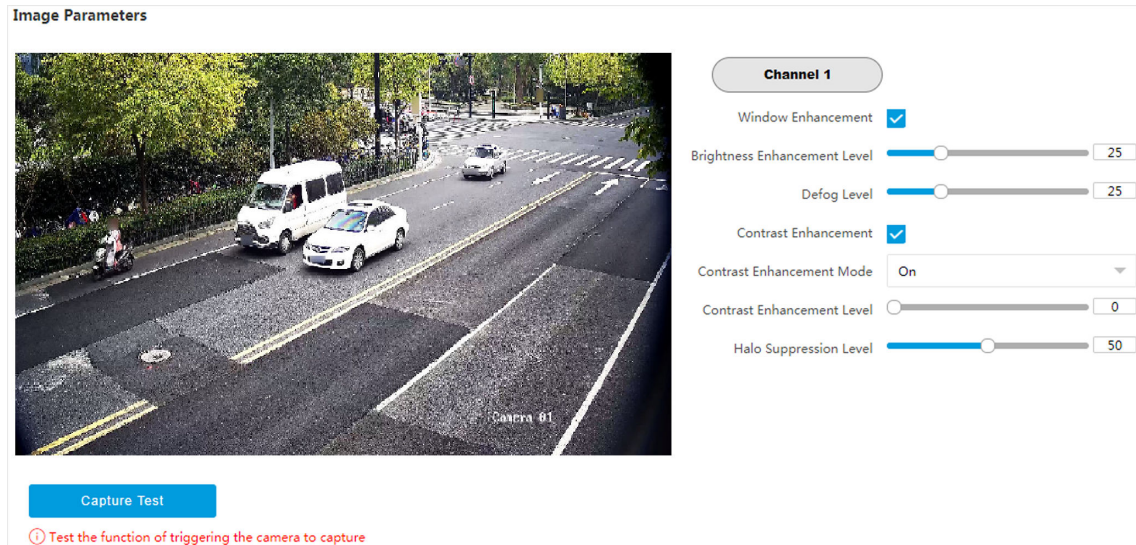 Image Parameters
Channel 1
Window Enhancement
Brightness Enhancement Level 25
Defog Level 25
Contrast Enhancement
Contrast Enhancement Mode On
Contrast Enhancement Level 0
Halo Suppression Level 50
Camera 01
Capture Test
Test the function of triggering the camera to capture